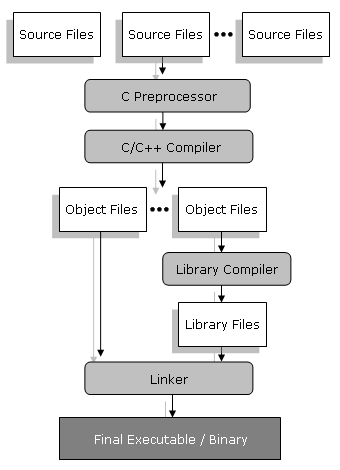 Source Files
Source Files
Source Files
C Preprocessor
C/C++ Compiler
Object Files
Object Files
Library Compiler
Library Files
Linker
Final Executable / Binary